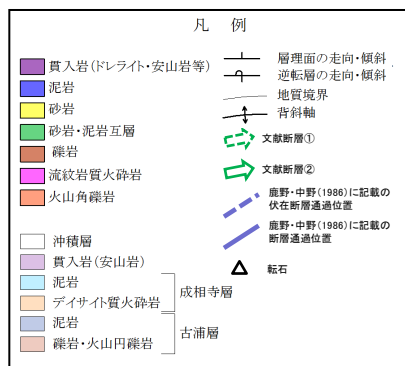 凡 例
貫入岩(ドレライト・安山岩等)
泥岩
砂岩
砂岩・泥岩互層
礫岩
流紋岩質火砕岩
火山角礫岩
沖積層
貫入岩(安山岩)
泥岩
デイサイト質火砕岩
成相寺層
泥岩
礫岩・火山円礫岩
古浦層
層理面の走向・傾斜
逆転層の走向・傾斜
地質境界
背斜軸
文献断層①
文献断層②
鹿野・中野(1986)に記載の
伏在断層通過位置
鹿野・中野(1986)に記載の
断層通過位置
転石